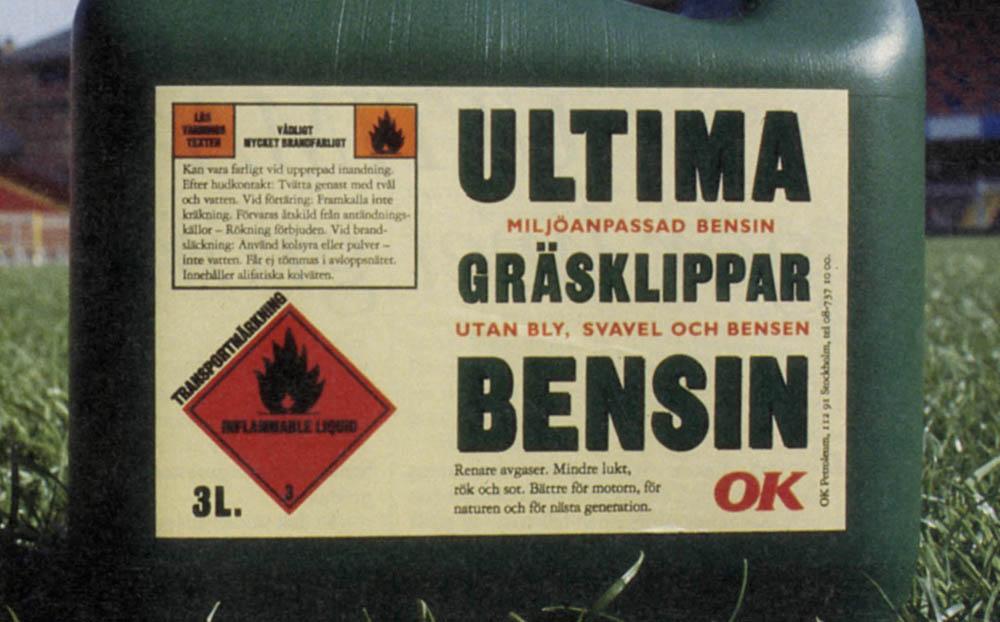 LÄS
VARNINGS
TEXTEN
VÅDLIGT
MYCKET BRANDFARLIGT
Kan vara farligt vid upprepad inandning.
Efter hudkontakt: Tvätta genast med tvål
och vatten. Vid förtäring: Framkalla inte
kräkning. Förvaras åtskild från antändnings-
källor – Rökning förbjuden. Vid brand-
släckning: Använd kolsyra eller pulver –
inte vatten. Får ej tömmas i avloppsnätet.
Innehåller alifatiska kolväten.
TRANSPORTMÄRKNING
INFLAMMABLE LIQUID
3
3L.
ULTIMA
MILJÖANPASSAD BENSIN
GRÄSKLIPPAR
UTAN BLY, SVAVEL OCH BENSEN
BENSIN
Renare avgaser. Mindre lukt,
rök och sot. Bättre för motorn, för
naturen och för nästa generation.
OK
OK Petroleum, 112 91 Stockholm, tel 08-737 10 00.